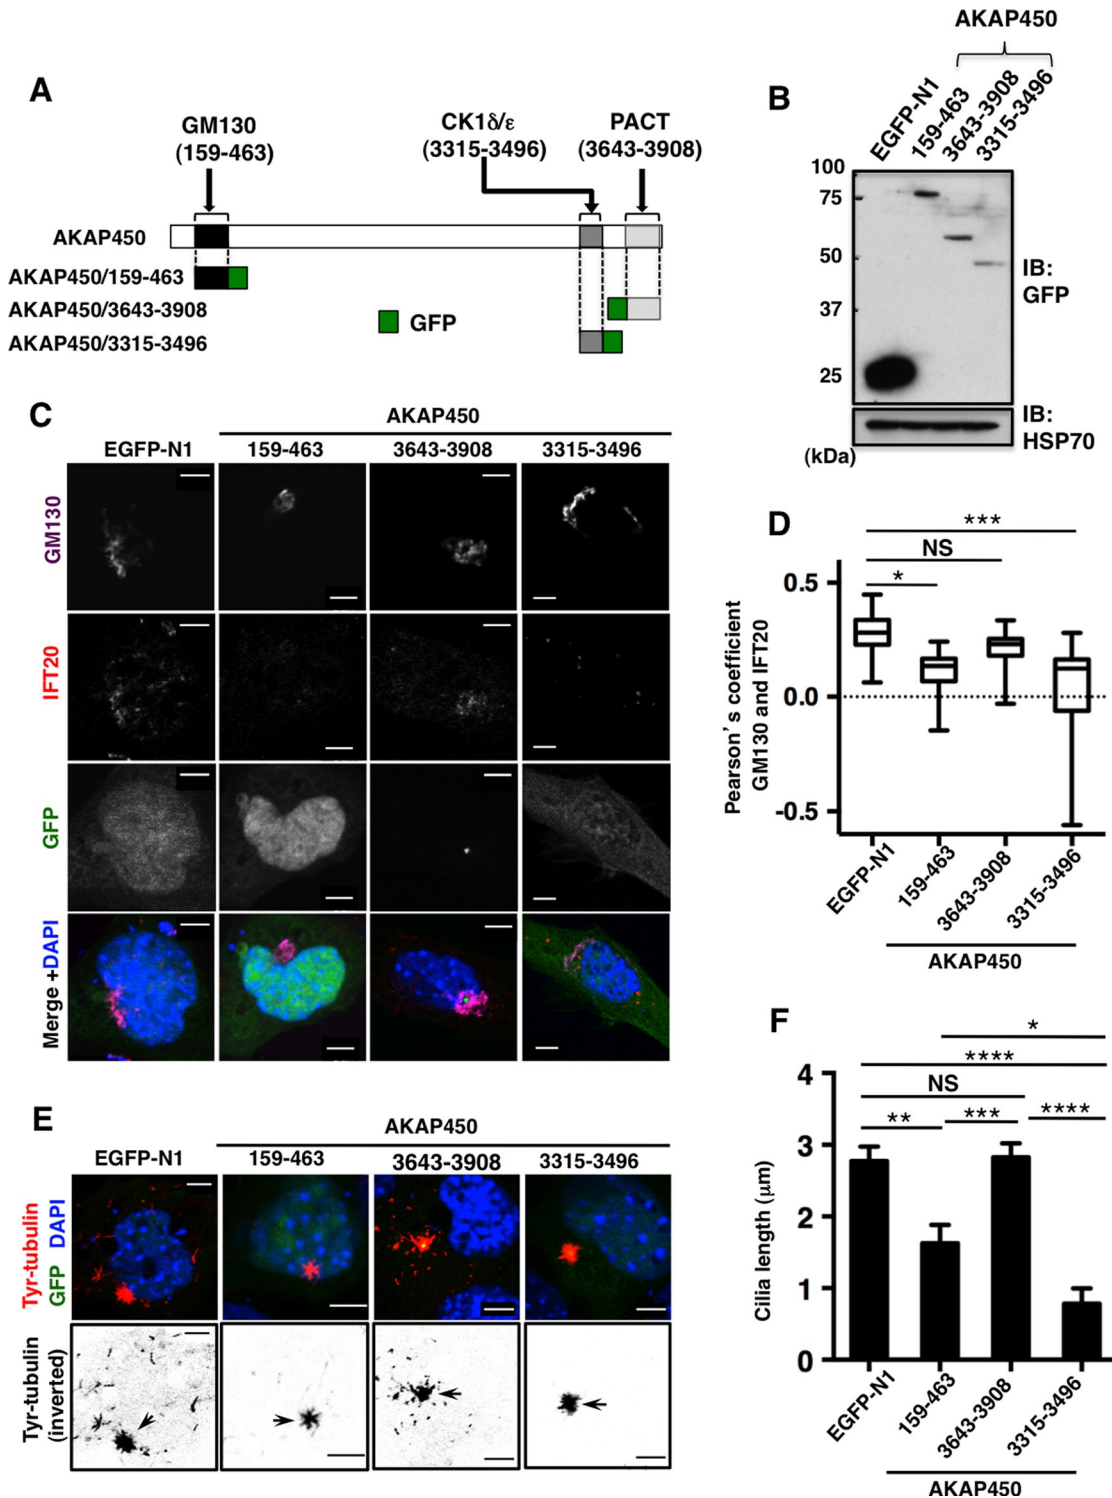 A
GM130
(159-463)
CK1δ/ε
(3315-3496)
PACT
(3643-3908)
AKAP450
AKAP450/159-463
AKAP450/3643-3908
AKAP450/3315-3496
GFP
B
AKAP450
EGFP-N1
159-463
3643-3908
3315-3496
100
75
50
37
25
(kDa)
IB:
GFP
IB:
HSP70
C
AKAP450
EGFP-N1
159-463
3643-3908
3315-3496
GM130
IFT20
GFP
Merge +DAPI
D
***
NS
*
0.5
0.0
-0.5
Pearson's coefficient
GM130 and IFT20
EGFP-N1
159-463
3643-3908
3315-3496
AKAP450
E
AKAP450
EGFP-N1
159-463
3643-3908
3315-3496
Tyr-tubulin
GFP DAPI
Tyr-tubulin
(inverted)
F
*
****
NS
**
***
****
4
3
2
1
0
Cilia length (μm)
EGFP-N1
159-463
3643-3908
3315-3496
AKAP450